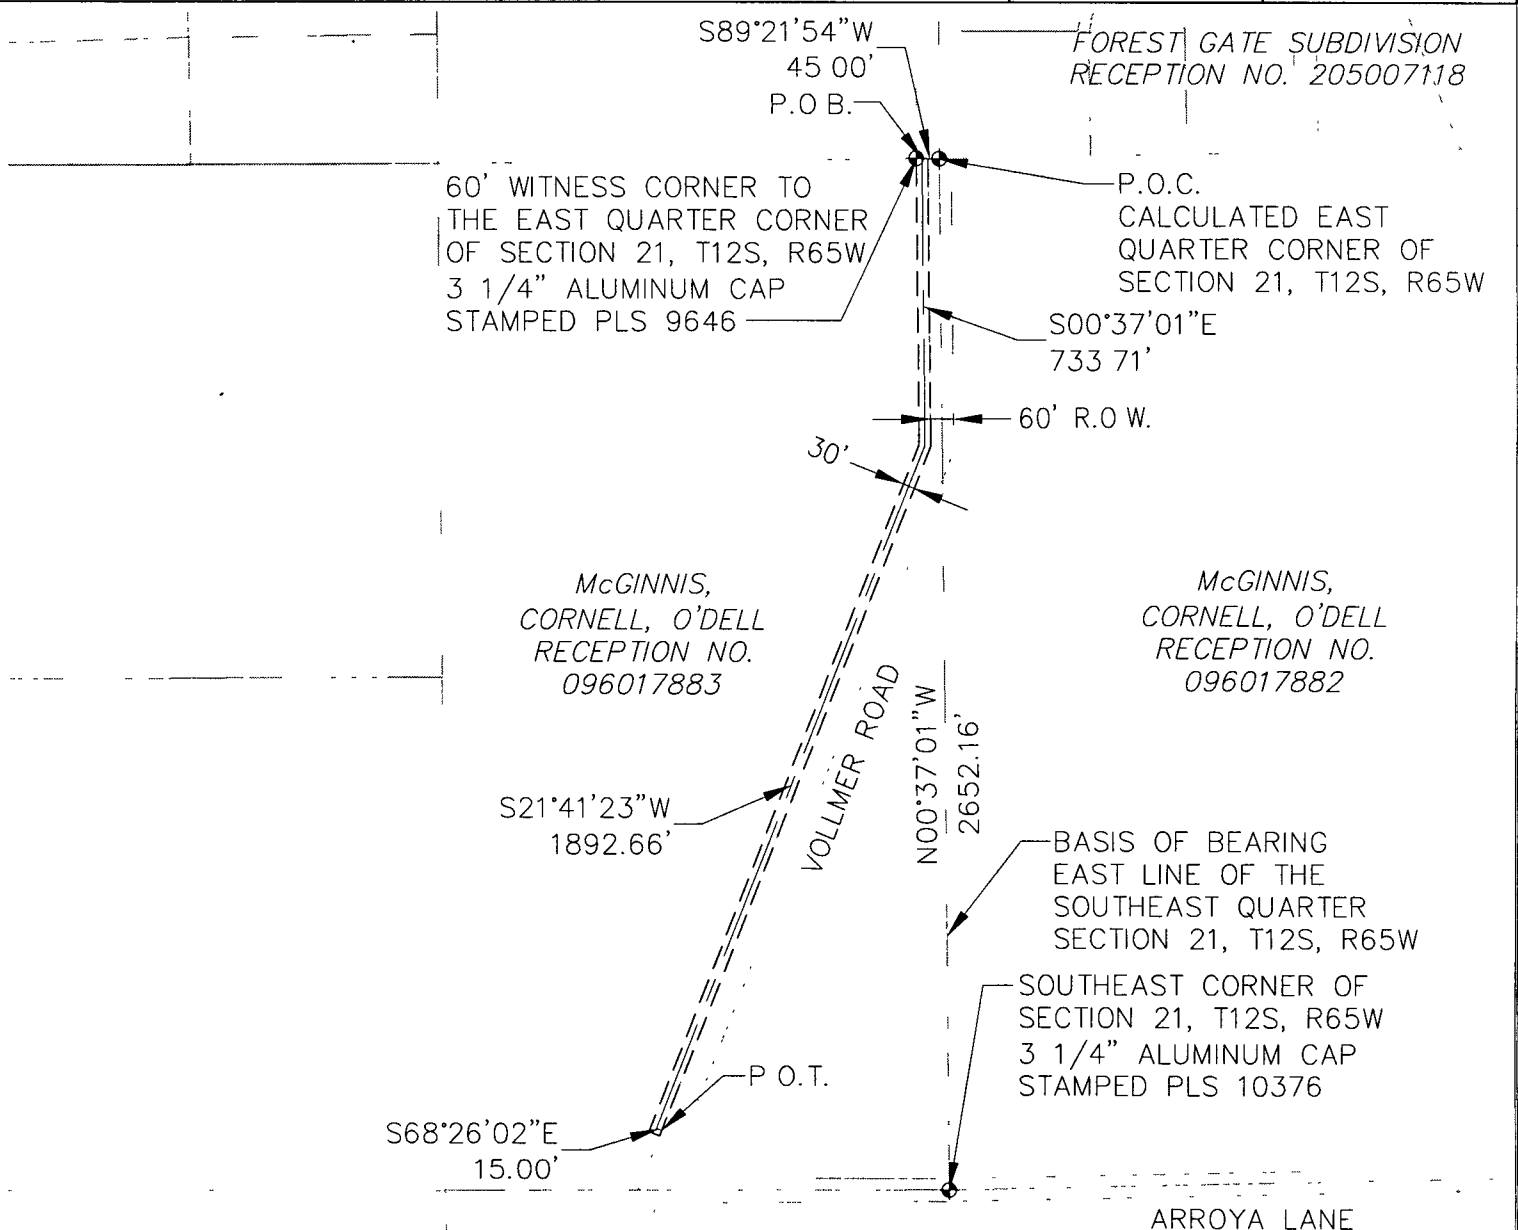 S89°21'54"W
45 00'
P.O B.
FOREST GATE SUBDIVISION
RECEPTION NO. 205007118
60' WITNESS CORNER TO
THE EAST QUARTER CORNER
OF SECTION 21, T12S, R65W
3 1/4" ALUMINUM CAP
STAMPED PLS 9646
P.O.C.
CALCULATED EAST
QUARTER CORNER OF
SECTION 21, T12S, R65W
S00°37'01"E
733 71'
60' R.O W.
30'
McGINNIS,
CORNELL, O'DELL
RECEPTION NO.
096017883
McGINNIS,
CORNELL, O'DELL
RECEPTION NO.
096017882
VOLLMER ROAD
N00°37'01"W
2652.16'
S21°41'23"W
1892.66'
BASIS OF BEARING
EAST LINE OF THE
SOUTHEAST QUARTER
SECTION 21, T12S, R65W
SOUTHEAST CORNER OF
SECTION 21, T12S, R65W
3 1/4" ALUMINUM CAP
STAMPED PLS 10376
P O.T.
S68°26'02"E
15.00'
ARROYA LANE